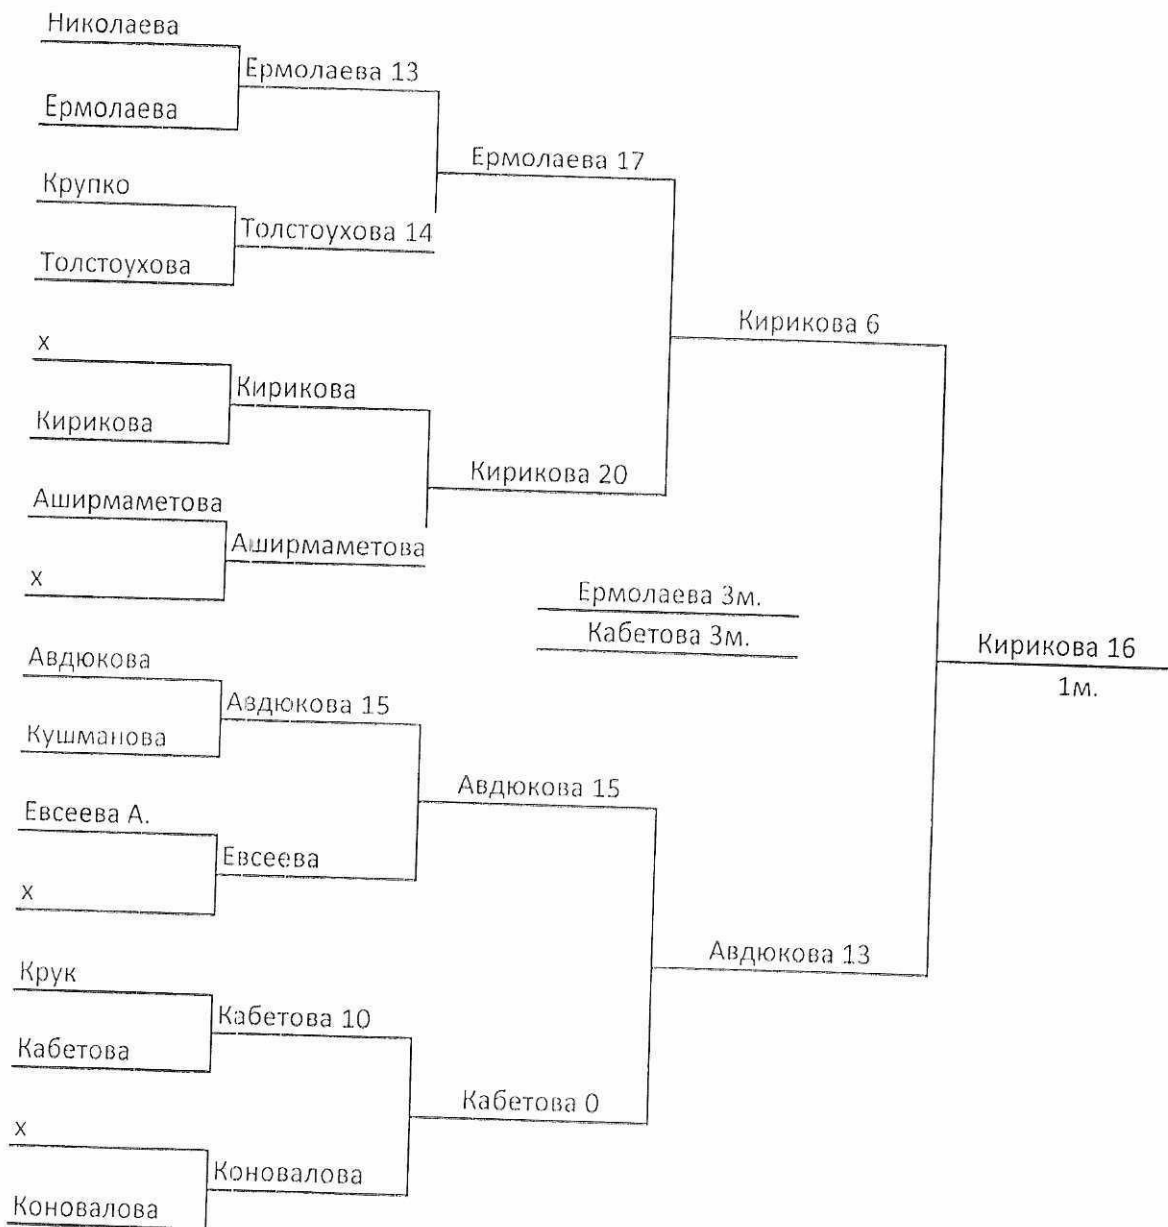 Николаева
Ермолаева 13
Ермолаева
Ермолаева 17
Крупко
Толстоухова 14
Толстоухова
Кирикова 6
х
Кирикова
Кирикова
Кирикова 20
Аширмаметова
Аширмаметова
х
Ермолаева 3м.
Кабетова 3м.
Кирикова 16
1м.
Авдюкова
Авдюкова 15
Кушманова
Авдюкова 15
Евсеева А.
Евсеева
х
Авдюкова 13
Крук
Кабетова 10
Кабетова
Кабетова 0
х
Коновалова
Коновалова